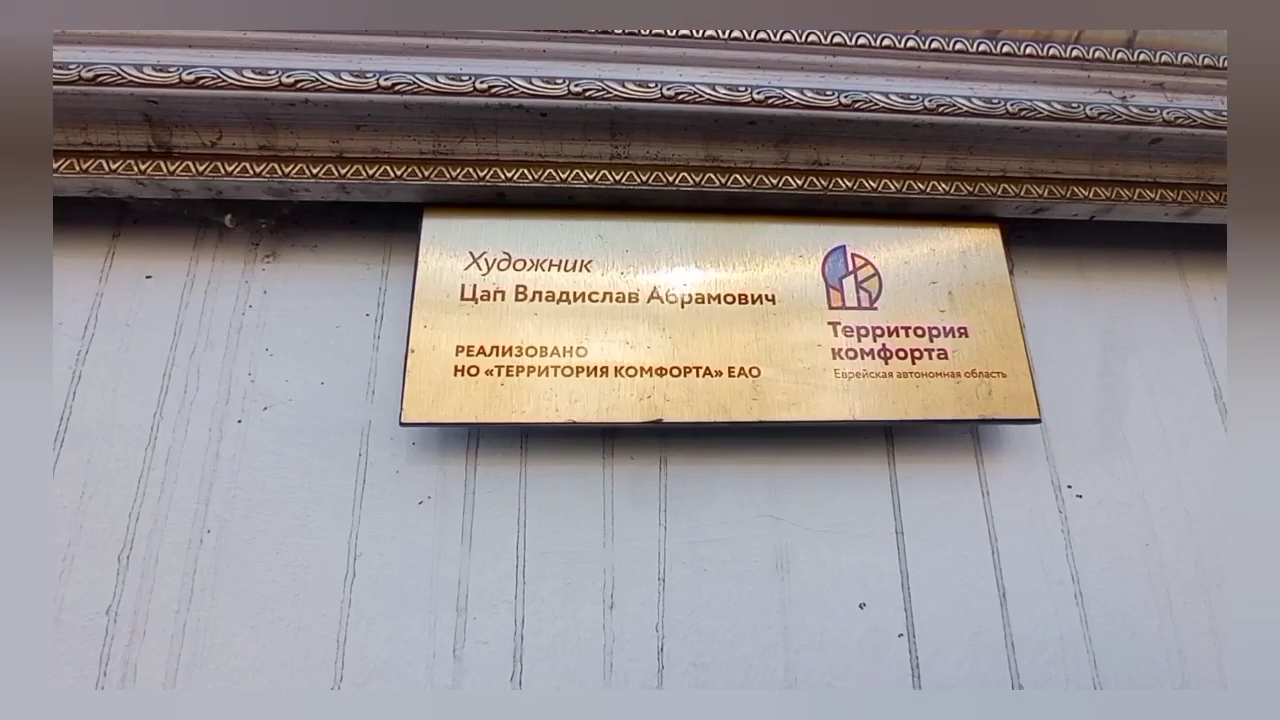 Художник
Цап Владислав Абрамович
РЕАЛИЗОВАНО
НО «ТЕРРИТОРИЯ КОМФОРТА» ЕАО
Территория
комфорта
Еврейская автономная область